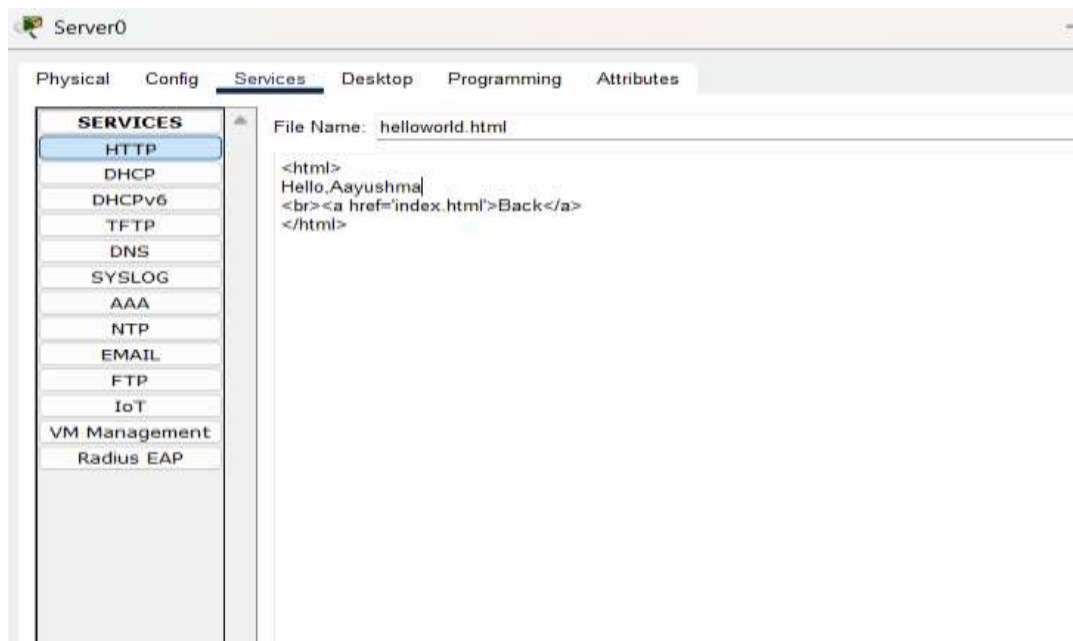 Server0
Physical Config Services Desktop Programming Attributes
SERVICES
HTTP
DHCP
DHCPv6
TFTP
DNS
SYSLOG
AAA
NTP
EMAIL
FTP
IoT
VM Management
Radius EAP
File Name: helloworld.html
<html>
Hello,Aayushma
<br><a href='index.html'>Back</a>
</html>